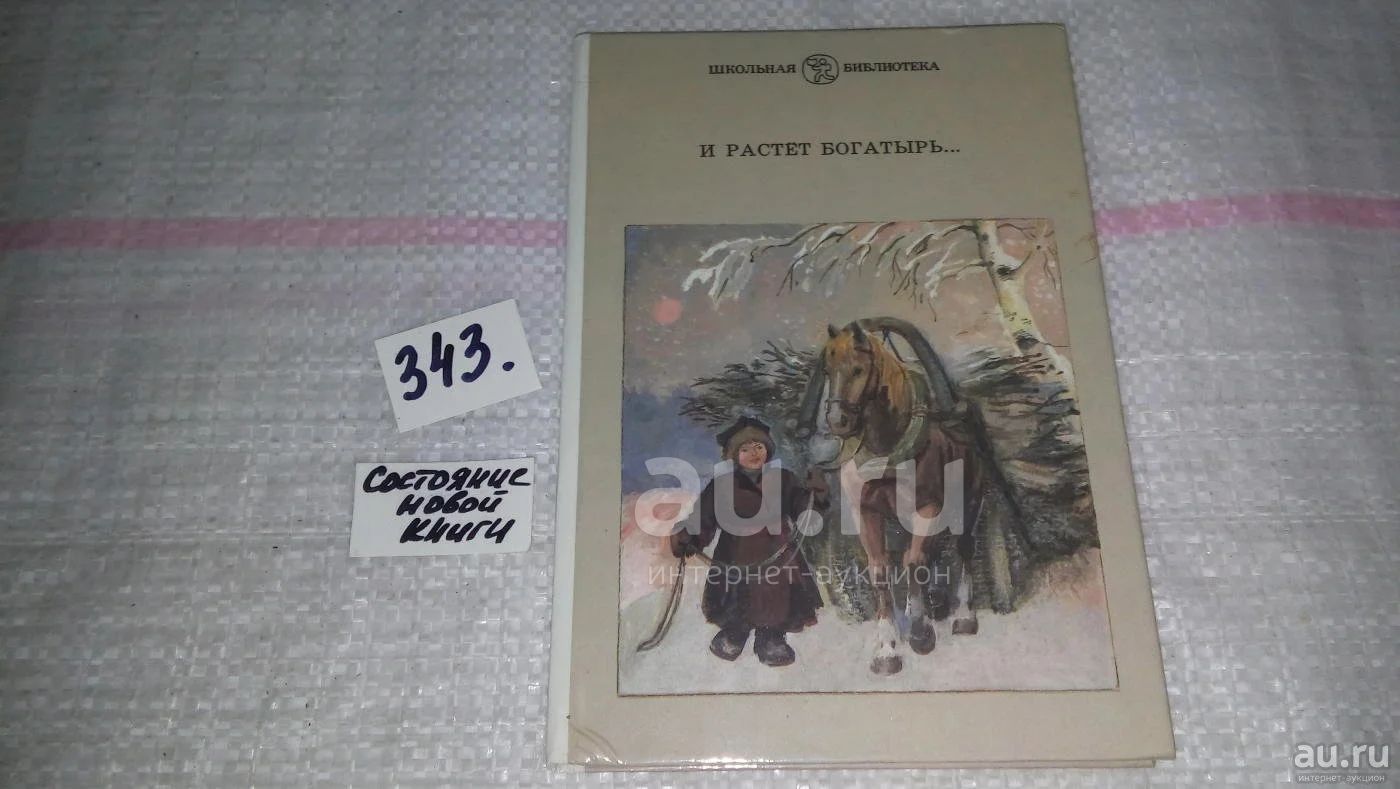 ШКОЛЬНАЯ БИБЛИОТЕКА
И РАСТЕТ БОГАТЫРЬ...
343.
Состояние
новой
книги
au.ru
интернет-аукцион
au.ru
интернет-аукцион